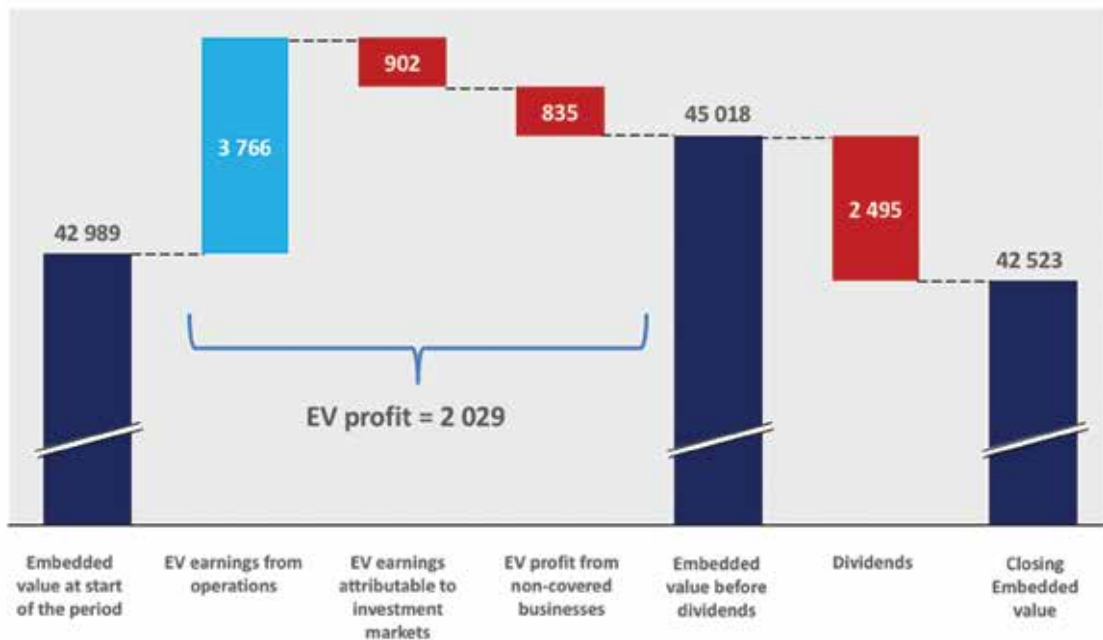 902
835
45 018
3 766
2 495
42 989
42 523
EV profit = 2 029
Embedded
value at start
of the period
EV earnings from
operations
EV earnings
attributable to
investment
markets
EV profit from
non-covered
businesses
Embedded
value before
dividends
Dividends
Closing
Embedded
value